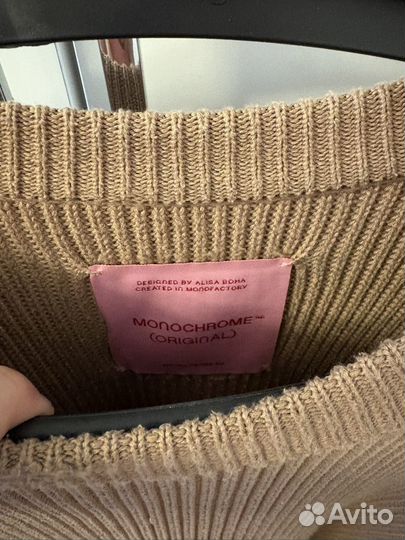 DESIGNED BY ALISA BOHA
CREATED IN MONOFACTORY
MONOCHROME™
(ORIGINAL)
Avito